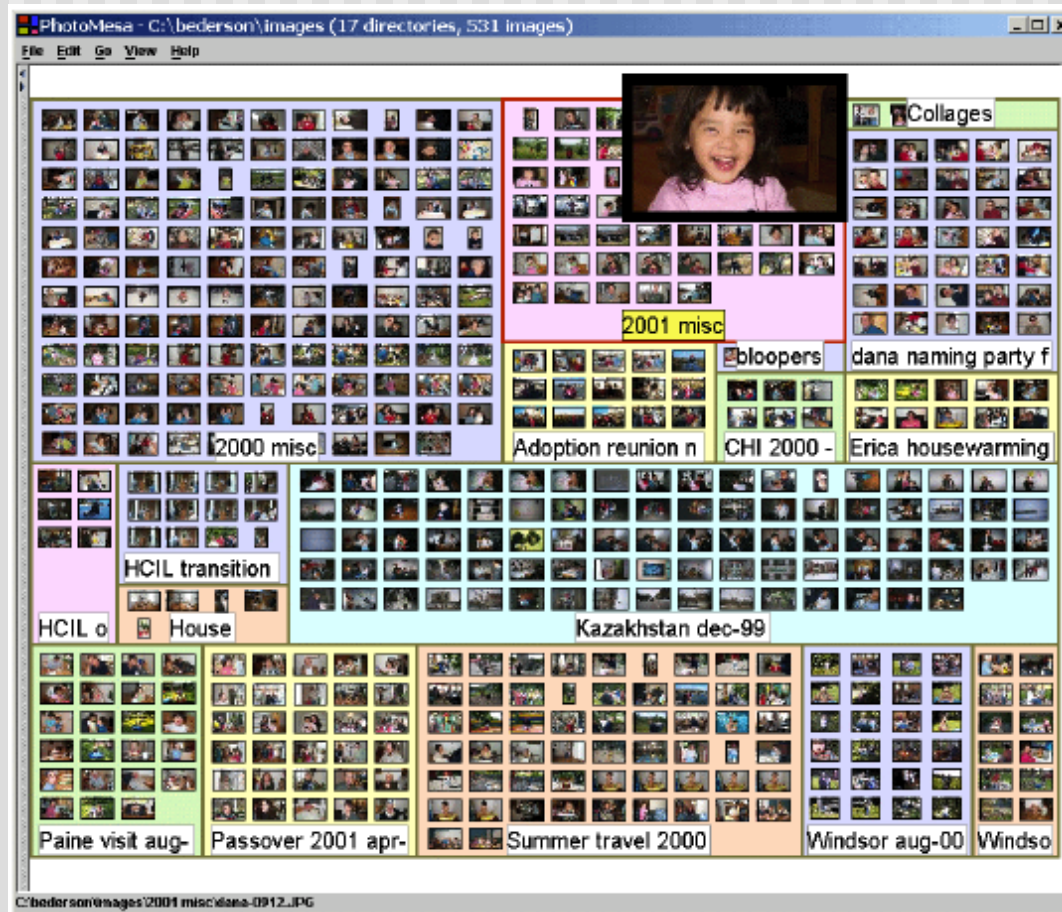 PhotoMesa - C:\bederson\images (17 directories, 531 images)
File Edit Go View Help
Collages
2001 misc
bloopers
dana naming party f
2000 misc
Adoption reunion n
CHI 2000 -
Erica housewarming
HCIL transition
HCIL o
House
Kazakhstan dec-99
Paine visit aug-
Passover 2001 apr-
Summer travel 2000
Windsor aug-00
Windso
C:\bederson\images\2001 misc\dana-0912.JPG